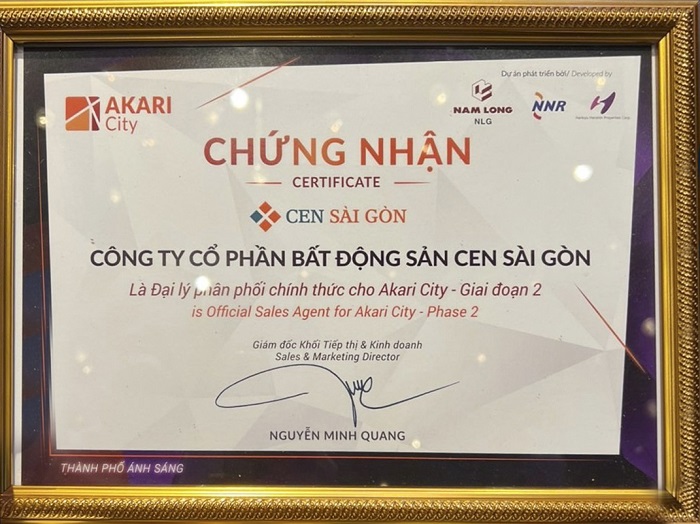 Dự án phát triển bởi/ Developed by
AKARI
City
NAM LONG
NLG
NNR
CHỨNG NHẬN
CERTIFICATE
CEN SÀI GÒN
CÔNG TY CỔ PHẦN BẤT ĐỘNG SẢN CEN SÀI GÒN
Là Đại lý phân phối chính thức cho Akari City - Giai đoạn 2
is Official Sales Agent for Akari City - Phase 2
Giám đốc Khối Tiếp thị & Kinh doanh
Sales & Marketing Director
NGUYỄN MINH QUANG
THÀNH PHỐ ÁNH SÁNG